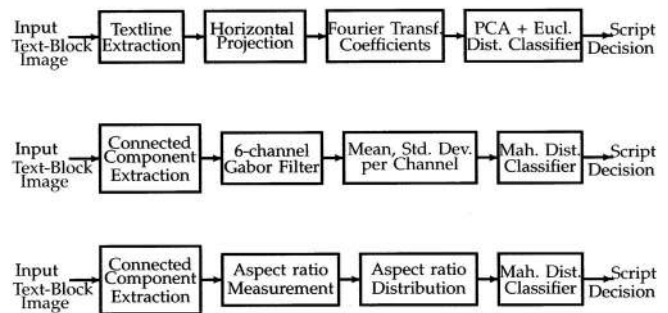 Input
Text-Block
Image
Textline
Extraction
Horizontal
Projection
Fourier Transf.
Coefficients
PCA + Eucl.
Dist. Classifier
Script
Decision
Input
Text-Block
Image
Connected
Component
Extraction
6-channel
Gabor Filter
Mean, Std. Dev.
per Channel
Mah. Dist.
Classifier
Script
Decision
Input
Text-Block
Image
Connected
Component
Extraction
Aspect ratio
Measurement
Aspect ratio
Distribution
Mah. Dist.
Classifier
Script
Decision